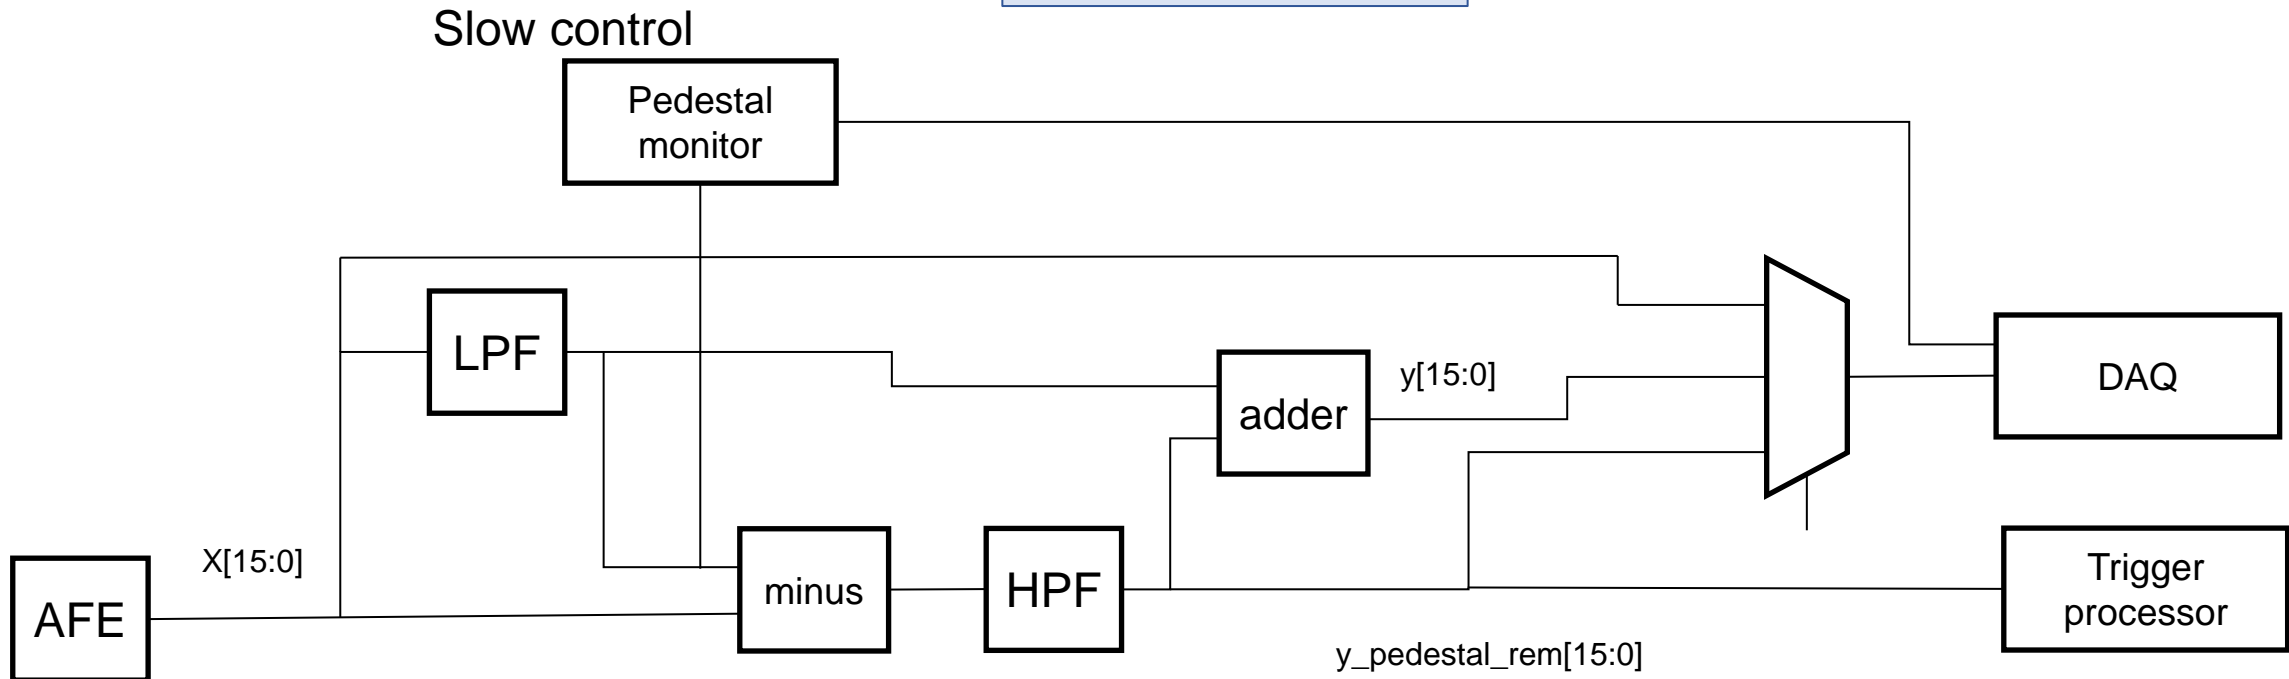 Slow control
Pedestal
monitor
LPF
adder
y[15:0]
DAQ
AFE
X[15:0]
minus
HPF
y_pedestal_rem[15:0]
Trigger
processor